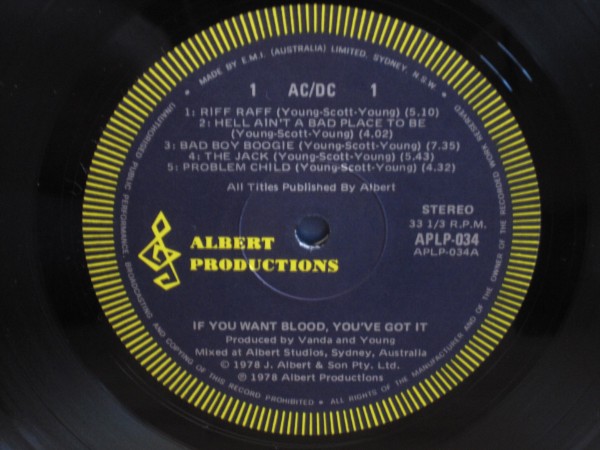 • MADE BY E.M.I. (AUSTRALIA) LIMITED, SYDNEY, N.S.W. •
1 AC/DC 1
1: RIFF RAFF (Young-Scott-Young) (5.10)
2: HELL AIN'T A BAD PLACE TO BE
(Young-Scott-Young) (4.02)
3: BAD BOY BOOGIE (Young-Scott-Young) (7.35)
4: THE JACK (Young-Scott-Young) (5.43)
5: PROBLEM CHILD (Young-Scott-Young) (4.32)
All Titles Published By Albert
STEREO
33 1/3 R.P.M.
APLP-034
APLP-034A
ALBERT
PRODUCTIONS
IF YOU WANT BLOOD, YOU'VE GOT IT
Produced by Vanda and Young
Mixed at Albert Studios, Sydney, Australia
© 1978 J. Albert & Son Pty. Ltd.
℗ 1978 Albert Productions
UNAUTHORISED PUBLIC PERFORMANCE, BROADCASTING AND COPYING OF THIS RECORD PROHIBITED • ALL RIGHTS OF THE MANUFACTURER AND OF THE OWNER OF THE RECORDED WORK RESERVED